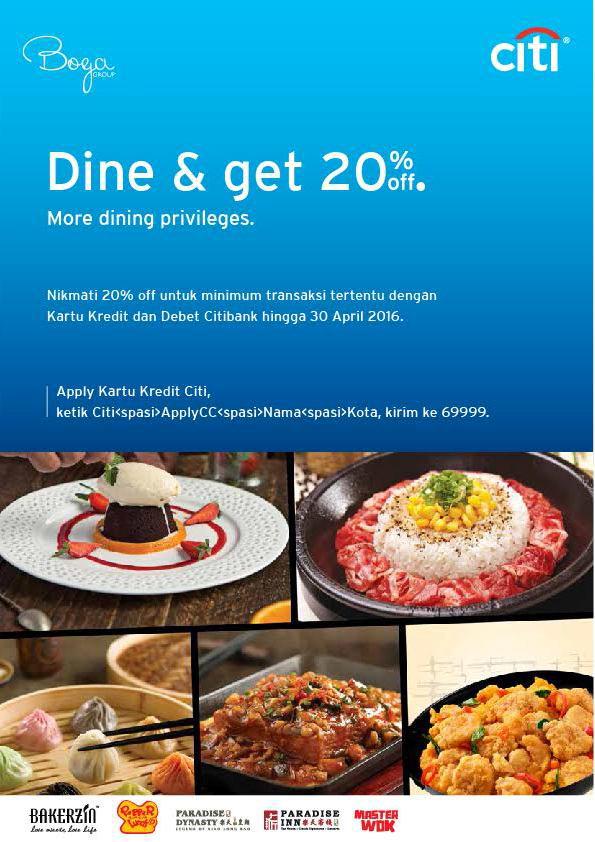 Boga
GROUP
citi®
Dine & get 20% off.
More dining privileges.
Nikmati 20% off untuk minimum transaksi tertentu dengan
Kartu Kredit dan Debet Citibank hingga 30 April 2016.
Apply Kartu Kredit Citi,
ketik Citi<spasi>ApplyCC<spasi>Nama<spasi>Kota, kirim ke 69999.
BAKERZIN™
Love sweets, Love life
PEPPER LUNCH
PARADISE
DYNASTY
LEGEND OF XIAO LONG BAO
PARADISE
INN
MASTER
WOK